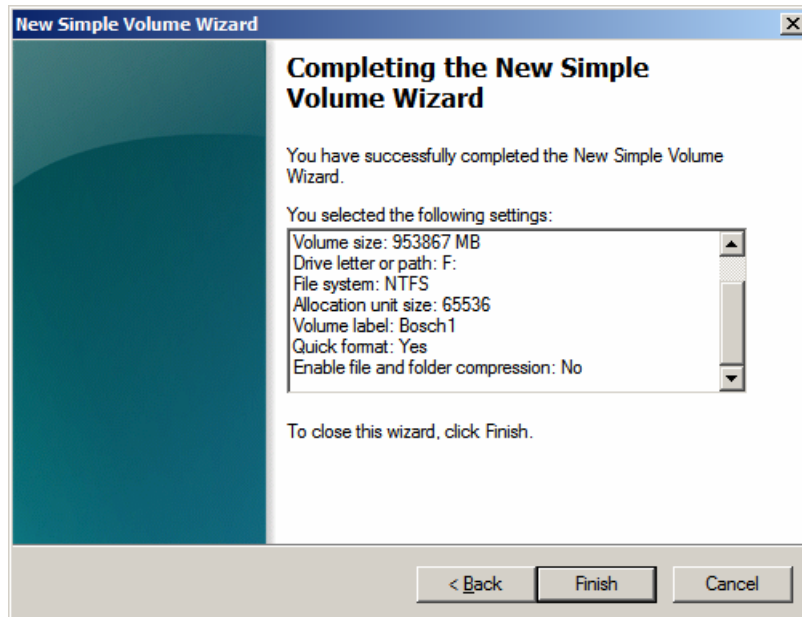 New Simple Volume Wizard
Completing the New Simple
Volume Wizard
You have successfully completed the New Simple Volume
Wizard.
You selected the following settings:
Volume size: 953867 MB
Drive letter or path: F:
File system: NTFS
Allocation unit size: 65536
Volume label: Bosch1
Quick format: Yes
Enable file and folder compression: No
To close this wizard, click Finish.
< Back Finish Cancel